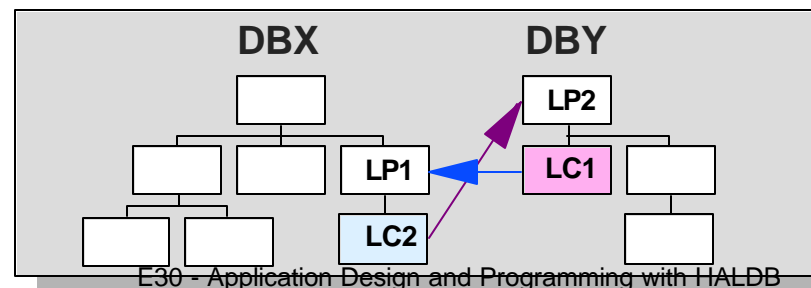 DBX DBY
LP2
LP1 LC1
LC2
E30 - Application Design and Programming with HALDB